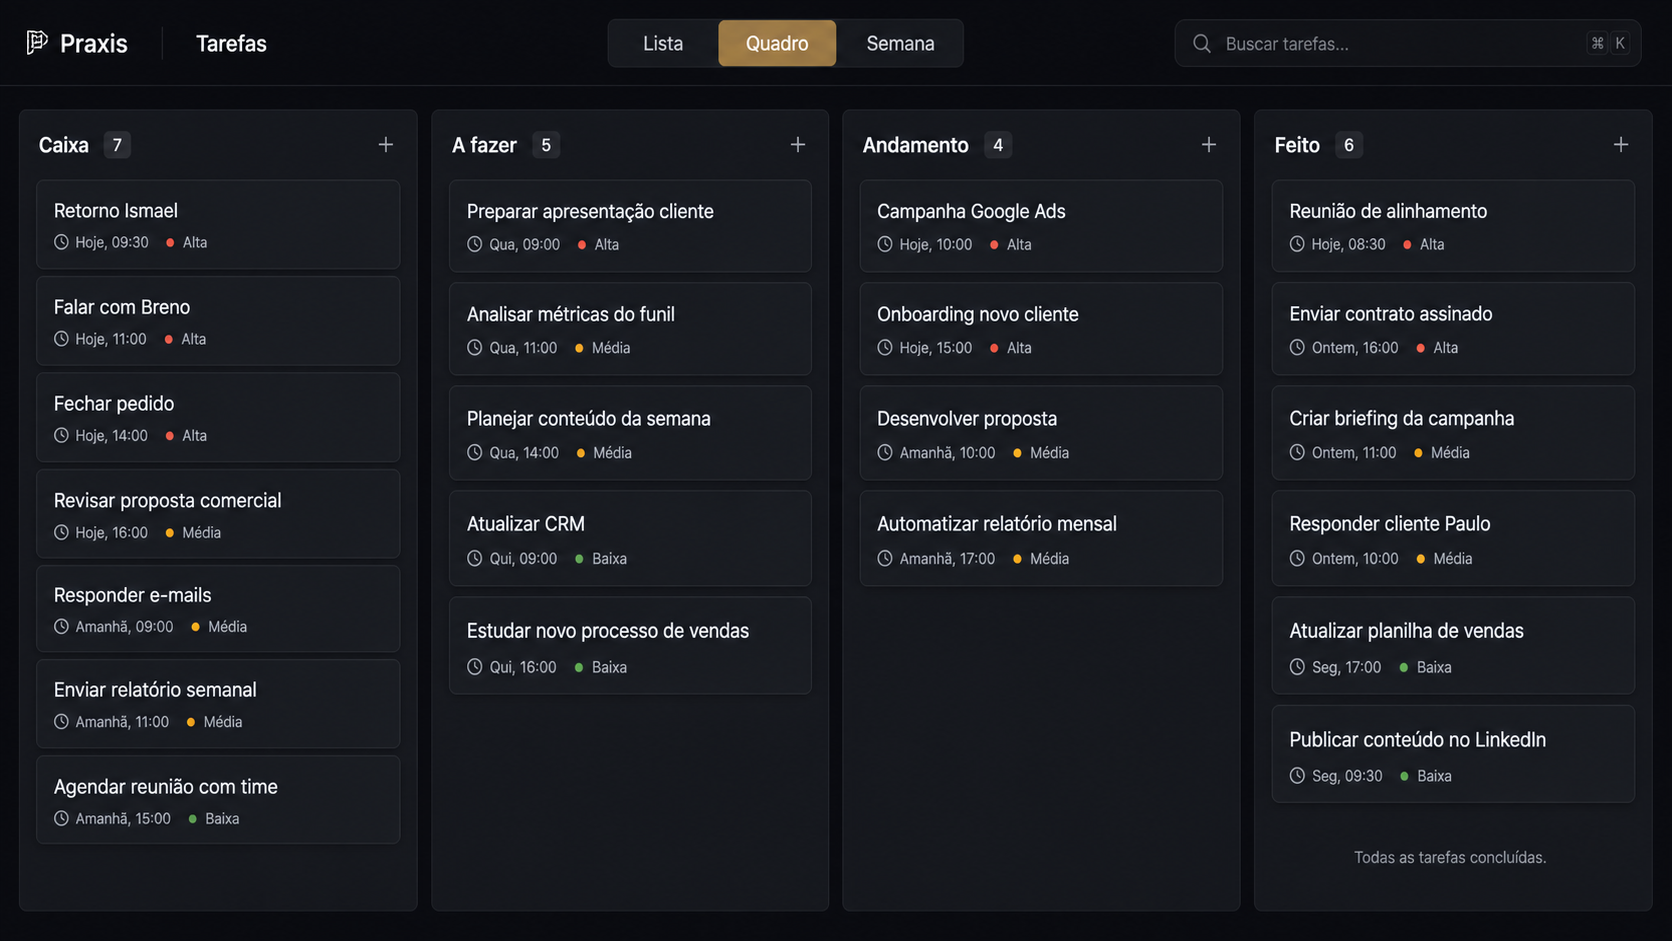 Praxis
Tarefas
Lista
Quadro
Semana
Buscar tarefas...
⌘ K
Caixa 7
Retorno Ismael
Hoje, 09:30 Alta
Falar com Breno
Hoje, 11:00 Alta
Fechar pedido
Hoje, 14:00 Alta
Revisar proposta comercial
Hoje, 16:00 Média
Responder e-mails
Amanhã, 09:00 Média
Enviar relatório semanal
Amanhã, 11:00 Média
Agendar reunião com time
Amanhã, 15:00 Baixa
A fazer 5
Preparar apresentação cliente
Qua, 09:00 Alta
Analisar métricas do funil
Qua, 11:00 Média
Planejar conteúdo da semana
Qua, 14:00 Média
Atualizar CRM
Qui, 09:00 Baixa
Estudar novo processo de vendas
Qui, 16:00 Baixa
Andamento 4
Campanha Google Ads
Hoje, 10:00 Alta
Onboarding novo cliente
Hoje, 15:00 Alta
Desenvolver proposta
Amanhã, 10:00 Média
Automatizar relatório mensal
Amanhã, 17:00 Média
Feito 6
Reunião de alinhamento
Hoje, 08:30 Alta
Enviar contrato assinado
Ontem, 16:00 Alta
Criar briefing da campanha
Ontem, 11:00 Média
Responder cliente Paulo
Ontem, 10:00 Média
Atualizar planilha de vendas
Seg, 17:00 Baixa
Publicar conteúdo no LinkedIn
Seg, 09:30 Baixa
Todas as tarefas concluídas.